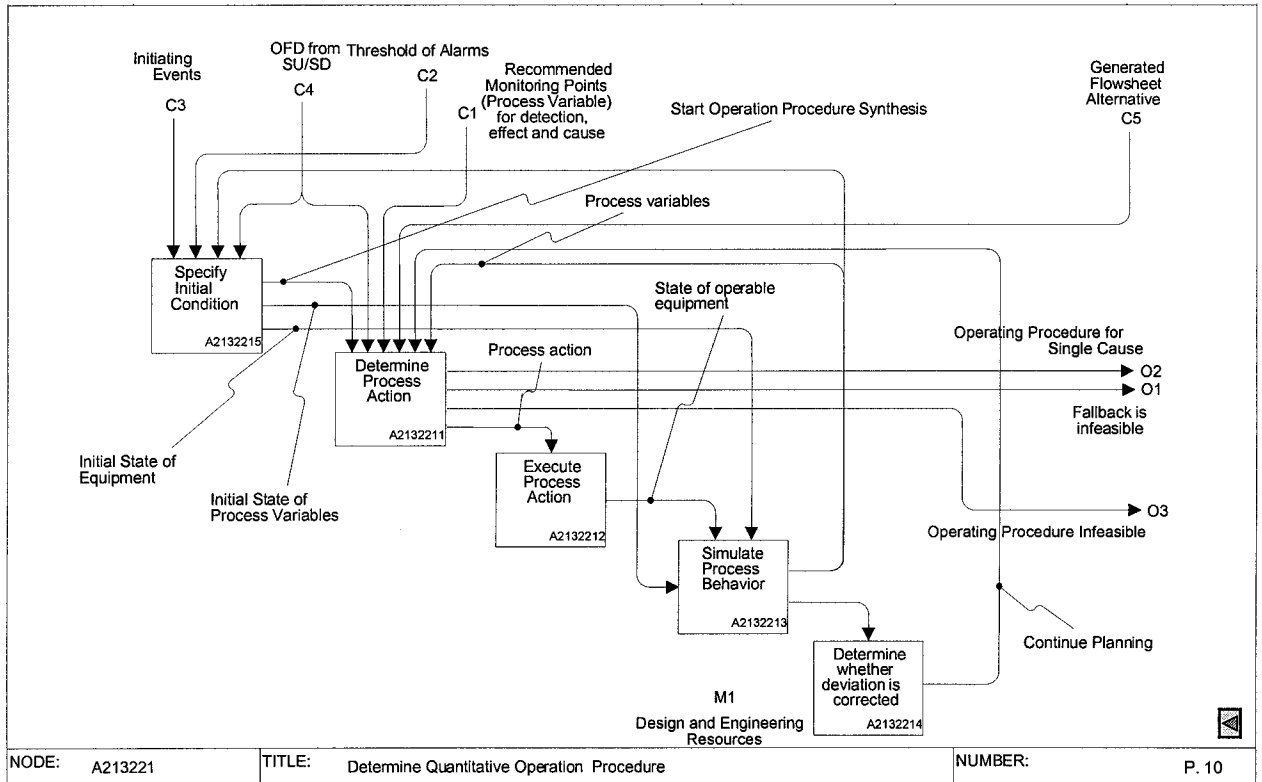 Initiating
Events
C3
OFD from
SU/SD
C4
Threshold of Alarms
C2
Recommended
Monitoring Points
(Process Variable)
for detection,
effect and cause
C1
Start Operation Procedure Synthesis
Generated
Flowsheet
Alternative
C5
Process variables
Specify
Initial
Condition
A2132215
State of operable
equipment
Operating Procedure for
Single Cause
O2
O1
Fallback is
infeasible
Determine
Process
Action
A2132211
Process action
Initial State of
Equipment
Initial State of
Process Variables
Execute
Process
Action
A2132212
O3
Operating Procedure Infeasible
Simulate
Process
Behavior
A2132213
Continue Planning
Determine
whether
deviation is
corrected
A2132214
M1
Design and Engineering
Resources
NODE: A213221 TITLE: Determine Quantitative Operation Procedure NUMBER: P. 10